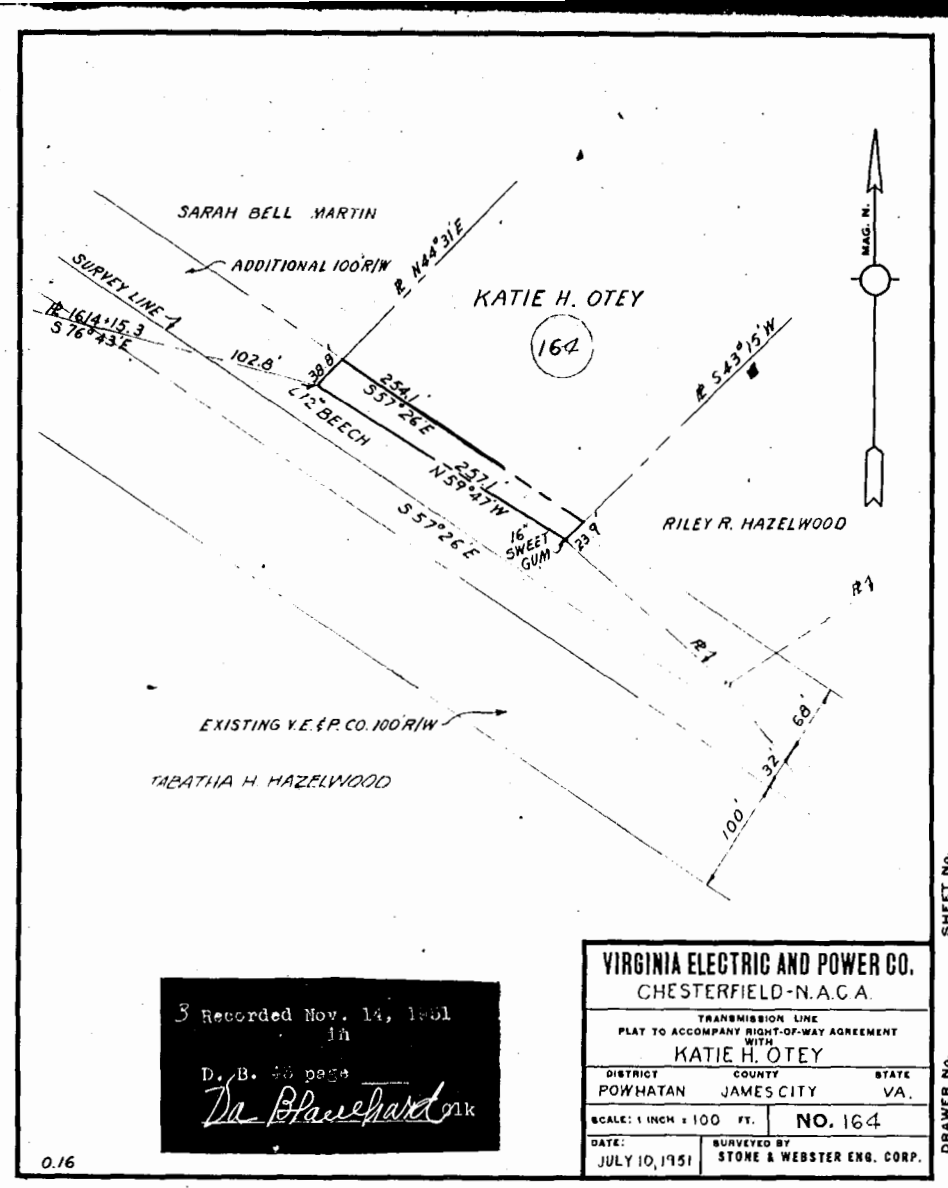 SARAH BELL MARTIN
ADDITIONAL 100' R/W
SURVEY LINE
℄ 1614+15.3
S 76°43'E
102.8'
38.8'
12" BEECH
℄ N44°31'E
KATIE H. OTEY
164
254.1'
S57°26'E
257.1'
N59°47'W
S 57°26'E
16"
SWEET
GUM
23.9'
℄ S43°15'W
MAG. N.
RILEY R. HAZELWOOD
68'
32'
100'
EXISTING V.E. & P. CO. 100' R/W
TABATHA H. HAZELWOOD
3 Recorded Nov. 14, 1951
in
D. B. page
Blanchard Clk
0.16
VIRGINIA ELECTRIC AND POWER CO.
CHESTERFIELD-N.A.C.A.
TRANSMISSION LINE
PLAT TO ACCOMPANY RIGHT-OF-WAY AGREEMENT
WITH
KATIE H. OTEY
DISTRICT COUNTY STATE
POWHATAN JAMES CITY VA.
SCALE: 1 INCH = 100 FT. NO. 164
DATE: SURVEYED BY
JULY 10, 1951 STONE & WEBSTER ENG. CORP.
SHEET NO.
DRAWER NO.